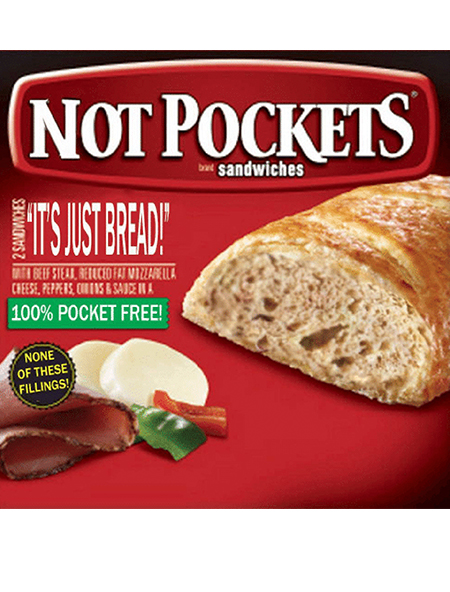 NOT POCKETS®
brand sandwiches
2 SANDWICHES
"IT'S JUST BREAD!"
WITH BEEF STEAK, REDUCED FAT MOZZARELLA
CHEESE, PEPPERS, ONIONS & SAUCE IN A
100% POCKET FREE!
NONE
OF THESE
FILLINGS!